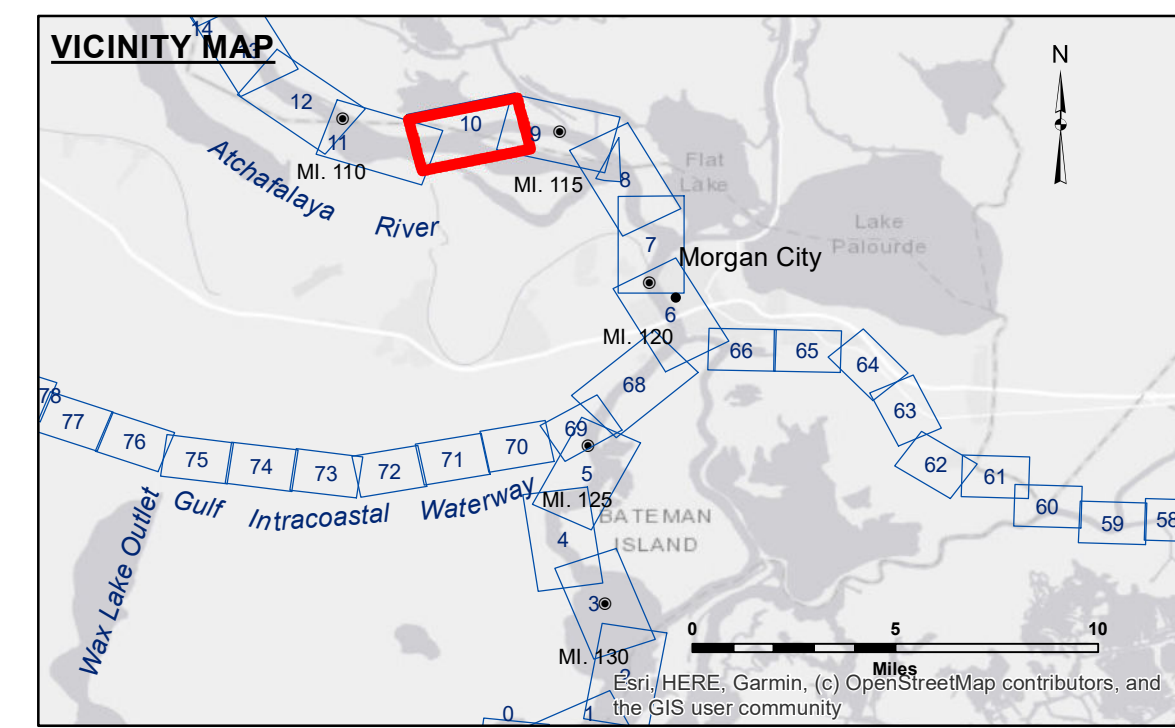 VICINITY MAP
14
13
N
12
10
9
11
MI. 110
MI. 115
8
Flat
Lake
Atchafalaya
River
Lake
Palourde
7
Morgan City
6
MI. 120
66
65
64
68
63
78
77
76
69
70
75
74
73
72
71
5
62
61
60
59
58
Wax Lake Outlet
Gulf Intracoastal Waterway
MI. 125
BATEMAN
ISLAND
4
3
0
5
10
MI. 130
Miles
2
Esri, HERE, Garmin, (c) OpenStreetMap contributors, and
the GIS user community
0
1